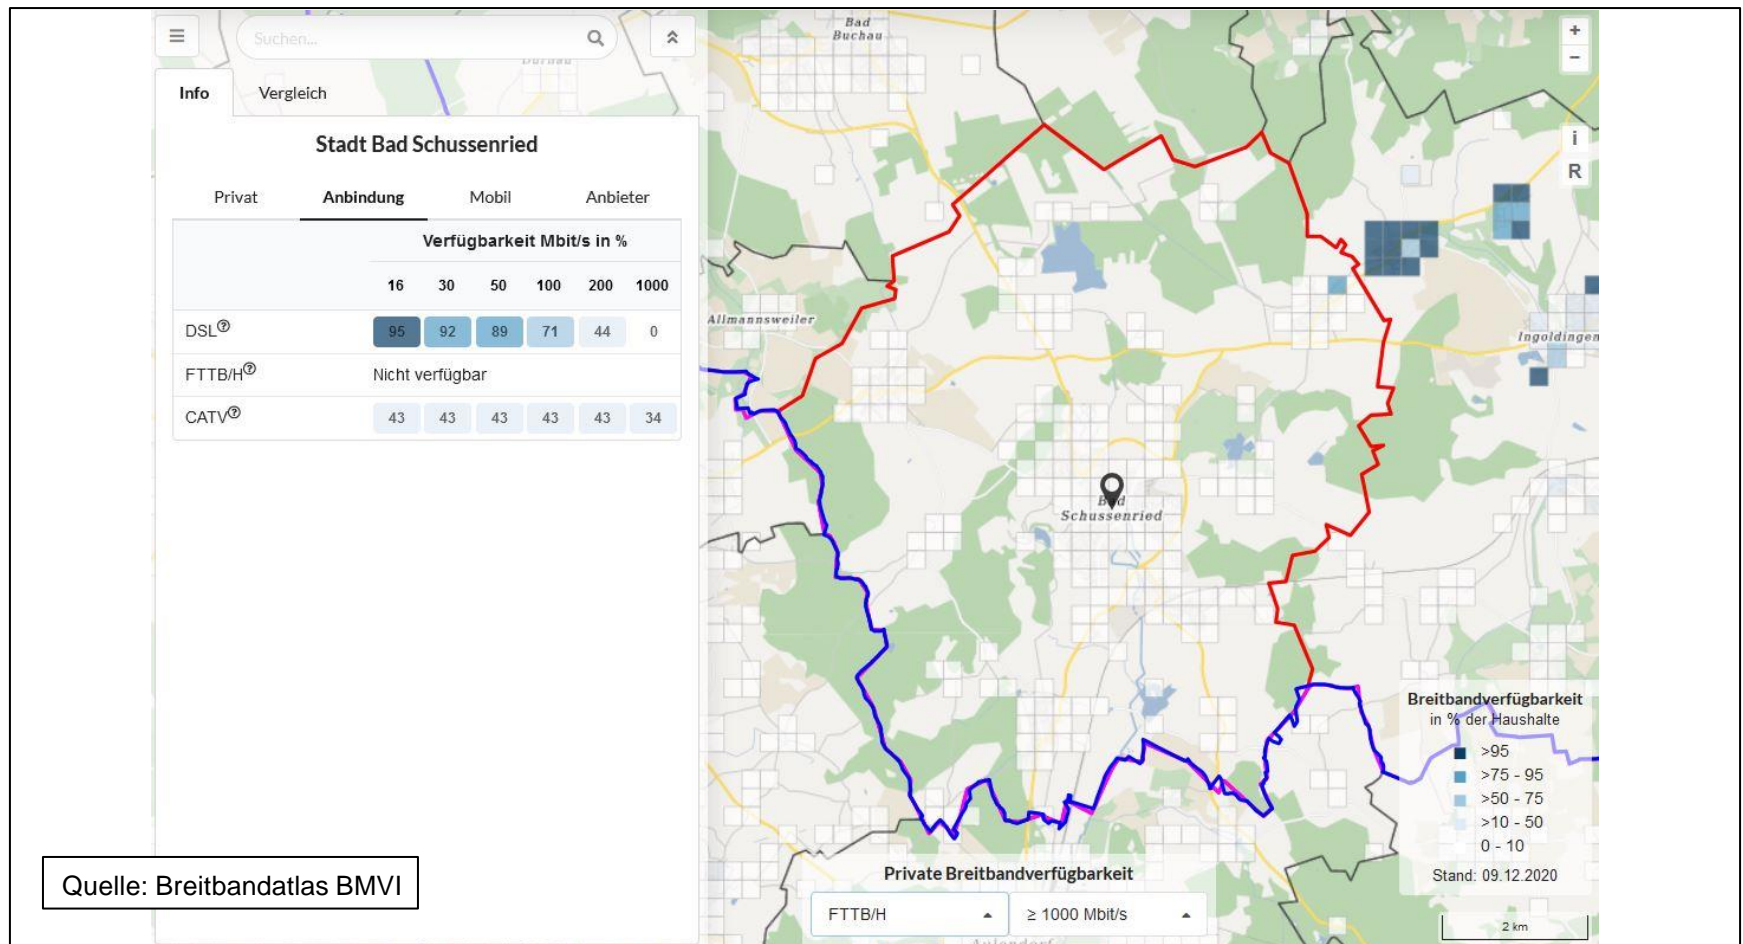 Suchen...
Info
Vergleich
Stadt Bad Schussenried
Privat Anbindung Mobil Anbieter
Verfügbarkeit Mbit/s in %
16 30 50 100 200 1000
DSL 95 92 89 71 44 0
FTTB/H Nicht verfügbar
CATV 43 43 43 43 43 34
Quelle: Breitbandatlas BMVI
Bad
Buchau
Dürnau
Allmannsweiler
Ingoldingen
Bad
Schussenried
+
−
i
R
Breitbandverfügbarkeit
in % der Haushalte
>95
>75 - 95
>50 - 75
>10 - 50
0 - 10
Stand: 09.12.2020
Private Breitbandverfügbarkeit
FTTB/H
≥ 1000 Mbit/s
Aulendorf
2 km